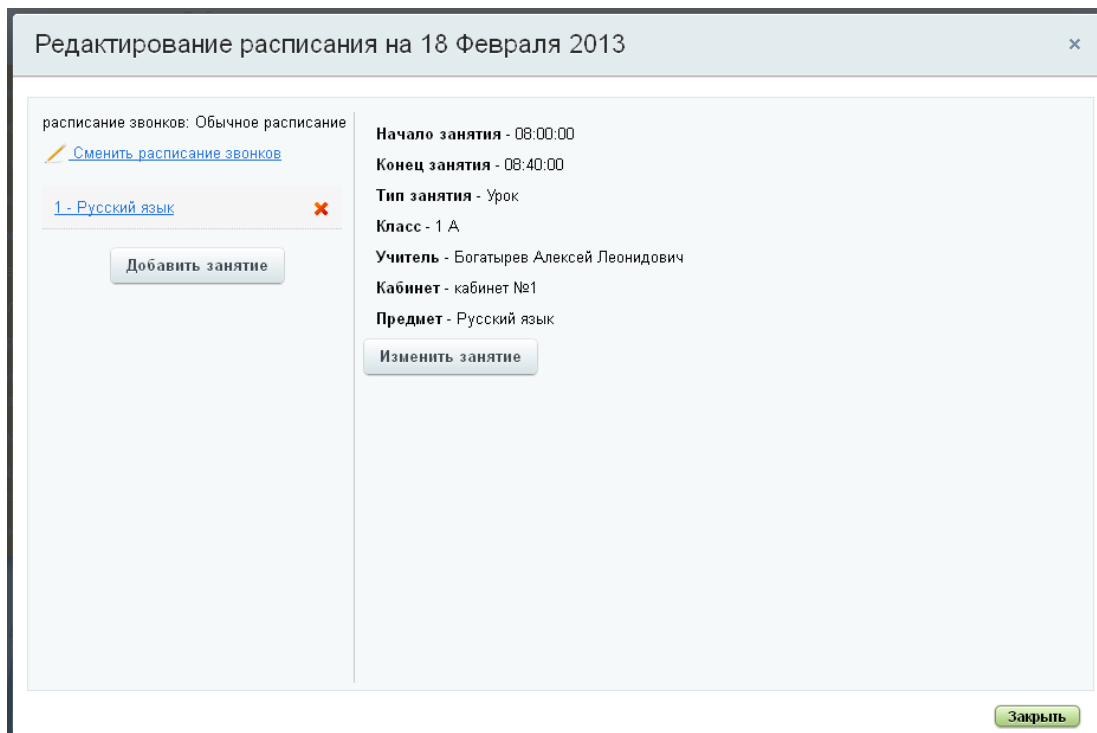 Редактирование расписания на 18 Февраля 2013
×
расписание звонков: Обычное расписание
Сменить расписание звонков
1 - Русский язык
Добавить занятие
Начало занятия - 08:00:00
Конец занятия - 08:40:00
Тип занятия - Урок
Класс - 1 А
Учитель - Богатырев Алексей Леонидович
Кабинет - кабинет №1
Предмет - Русский язык
Изменить занятие
Закрыть